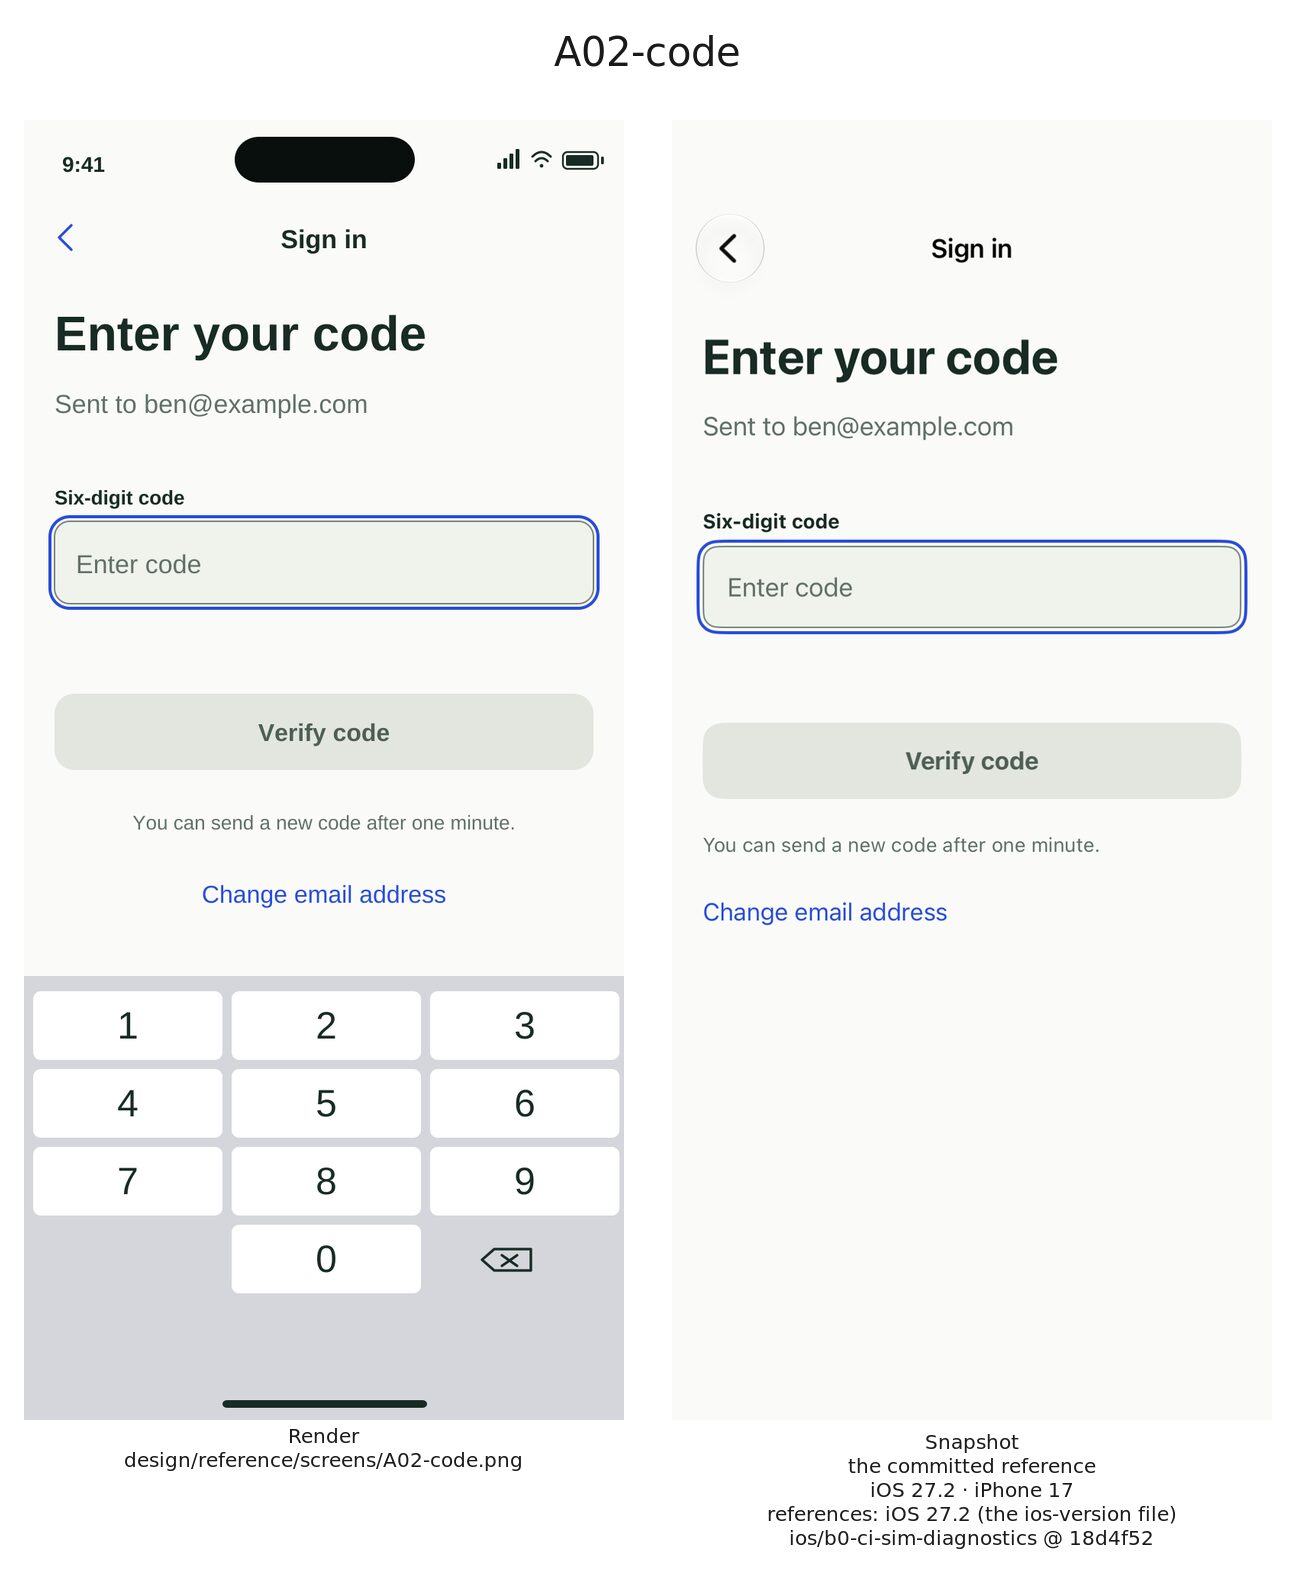 A02-code
9:41
Sign in
Enter your code
Sent to ben@example.com
Six-digit code
Enter code
Verify code
You can send a new code after one minute.
Change email address
1 2 3
4 5 6
7 8 9
0
Render
design/reference/screens/A02-code.png
Sign in
Enter your code
Sent to ben@example.com
Six-digit code
Enter code
Verify code
You can send a new code after one minute.
Change email address
Snapshot
the committed reference
iOS 27.2 · iPhone 17
references: iOS 27.2 (the ios-version file)
ios/b0-ci-sim-diagnostics @ 18d4f52